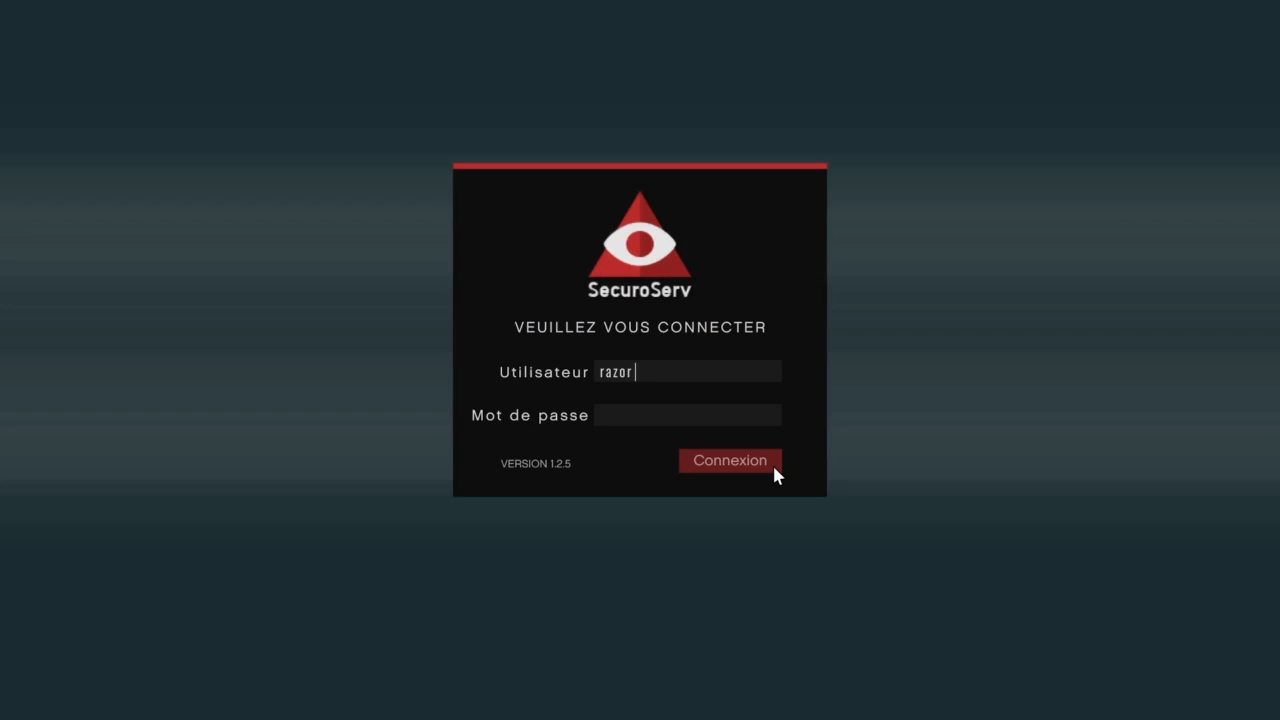 SecuroServ
VEUILLEZ VOUS CONNECTER
Utilisateur razor
Mot de passe
VERSION 1.2.5 Connexion